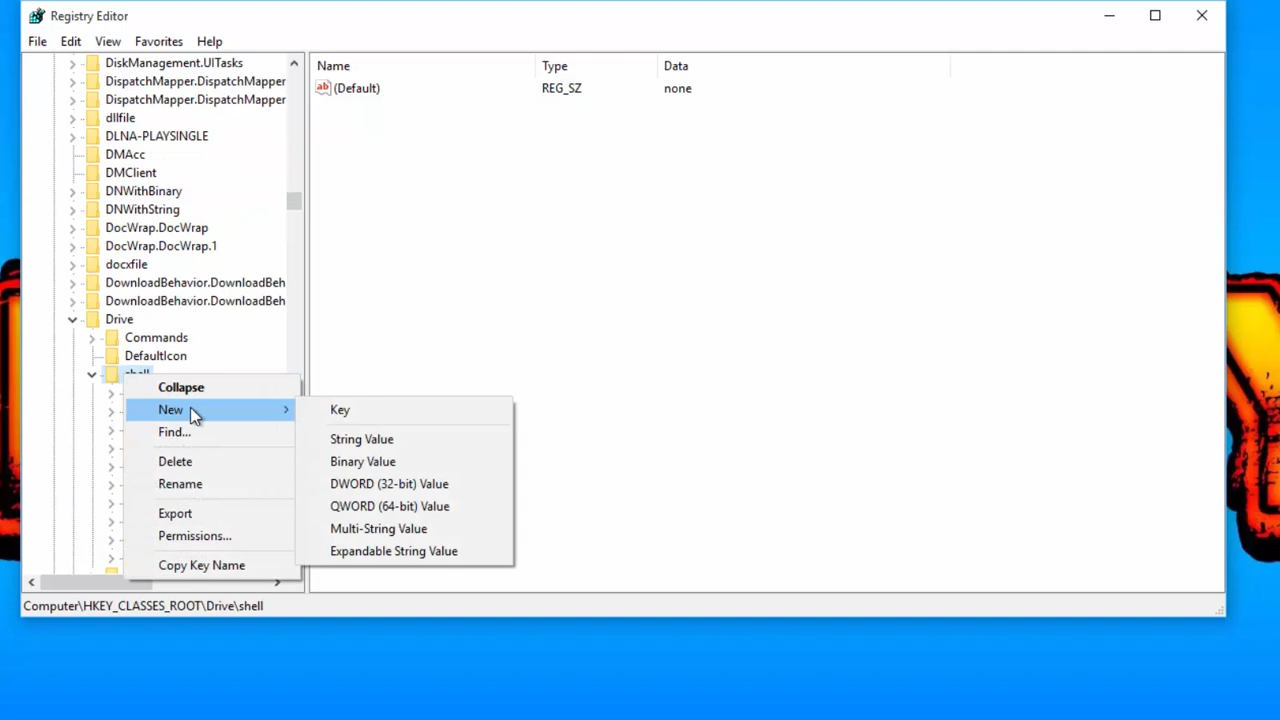 Registry Editor
File Edit View Favorites Help
DiskManagement.UITasks
DispatchMapper.DispatchMapper
DispatchMapper.DispatchMapper
dllfile
DLNA-PLAYSINGLE
DMAcc
DMClient
DNWithBinary
DNWithString
DocWrap.DocWrap
DocWrap.DocWrap.1
docxfile
DownloadBehavior.DownloadBeh
DownloadBehavior.DownloadBeh
Drive
Commands
DefaultIcon
shell
Name Type Data
ab (Default) REG_SZ none
Collapse
New
Find...
Delete
Rename
Export
Permissions...
Copy Key Name
Key
String Value
Binary Value
DWORD (32-bit) Value
QWORD (64-bit) Value
Multi-String Value
Expandable String Value
Computer\HKEY_CLASSES_ROOT\Drive\shell